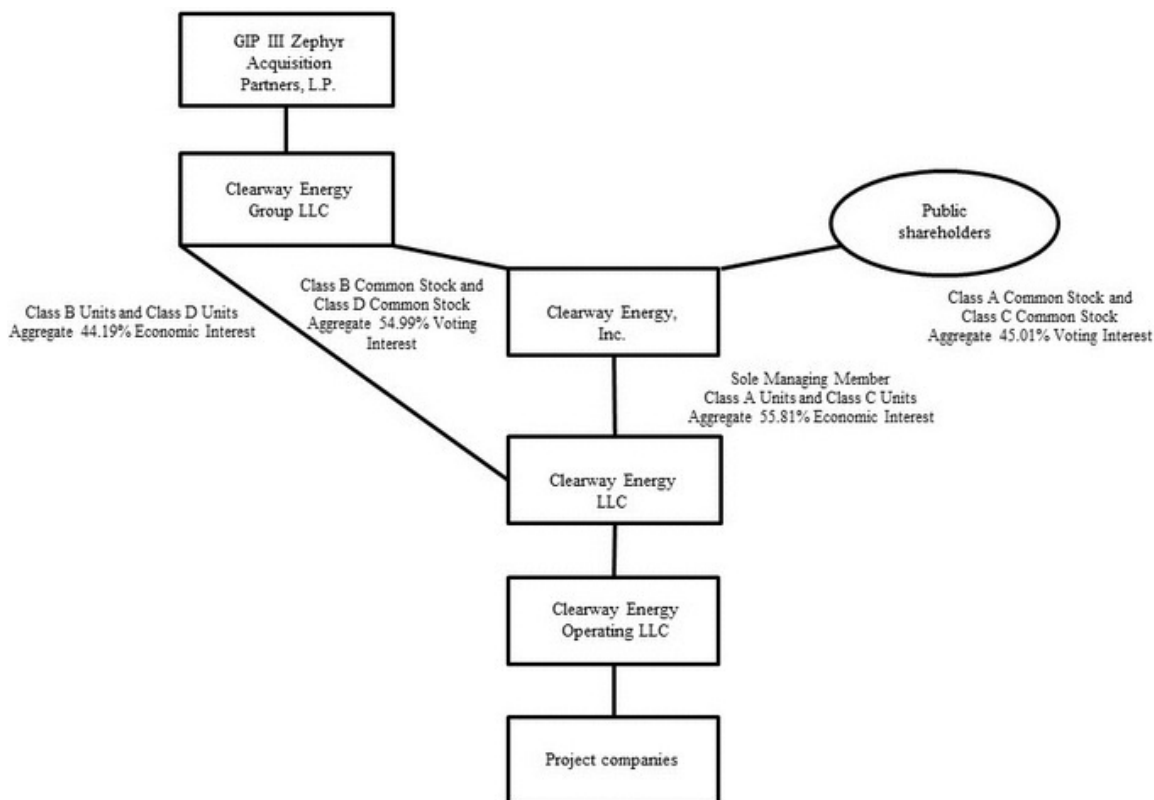 GIP III Zephyr
Acquisition
Partners, L.P.
Clearway Energy
Group LLC
Public
shareholders
Class B Units and Class D Units
Aggregate 44.19% Economic Interest
Class B Common Stock and
Class D Common Stock
Aggregate 54.99% Voting
Interest
Clearway Energy,
Inc.
Class A Common Stock and
Class C Common Stock
Aggregate 45.01% Voting Interest
Sole Managing Member
Class A Units and Class C Units
Aggregate 55.81% Economic Interest
Clearway Energy
LLC
Clearway Energy
Operating LLC
Project companies